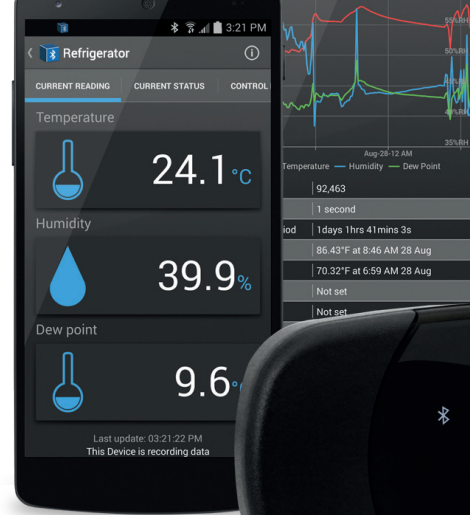 3:21 PM
Refrigerator
CURRENT READING
CURRENT STATUS
CONTROL
Temperature
24.1 °C
Humidity
39.9%
Dew point
9.6°
Last update: 03:21:22 PM
This Device is recording data
55%RH
50%RH
40%RH
35%RH
Aug-28-12 AM
Temperature — Humidity — Dew Point
92,463
1 second
1days 1hrs 41mins 3s
86.43°F at 8:46 AM 28 Aug
70.32°F at 6:59 AM 28 Aug
Not set
Not set